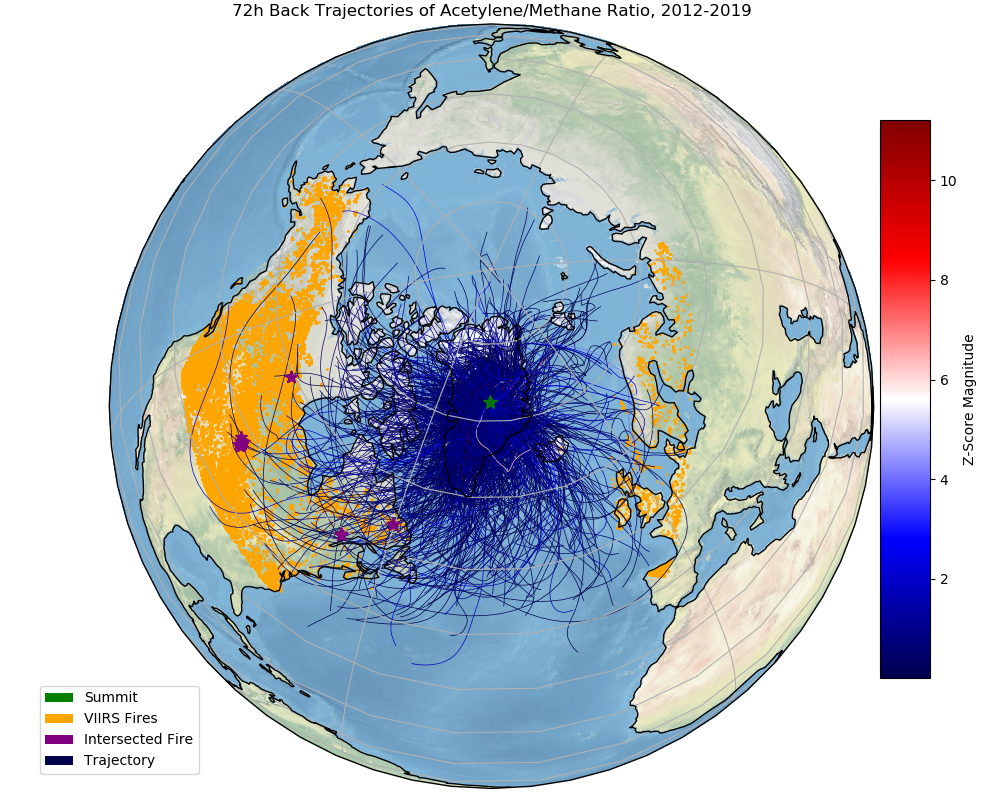 72h Back Trajectories of Acetylene/Methane Ratio, 2012-2019
10
8
6
4
2
Z-Score Magnitude
Summit
VIIRS Fires
Intersected Fire
Trajectory